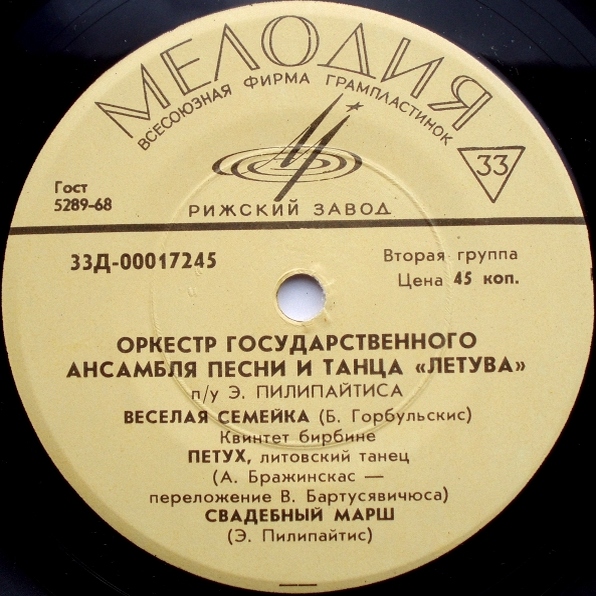 МЕЛОДИЯ
ВСЕСОЮЗНАЯ ФИРМА ГРАМПЛАСТИНОК
33
Гост
5289-68
РИЖСКИЙ ЗАВОД
33Д-00017245
Вторая группа
Цена 45 коп.
ОРКЕСТР ГОСУДАРСТВЕННОГО
АНСАМБЛЯ ПЕСНИ И ТАНЦА «ЛЕТУВА»
п/у Э. ПИЛИПАЙТИСА
ВЕСЕЛАЯ СЕМЕЙКА (Б. Горбульскис)
Квинтет бирбине
ПЕТУХ, литовский танец
(А. Бражинскас —
переложение В. Бартусявичюса)
СВАДЕБНЫЙ МАРШ
(Э. Пилипайтис)